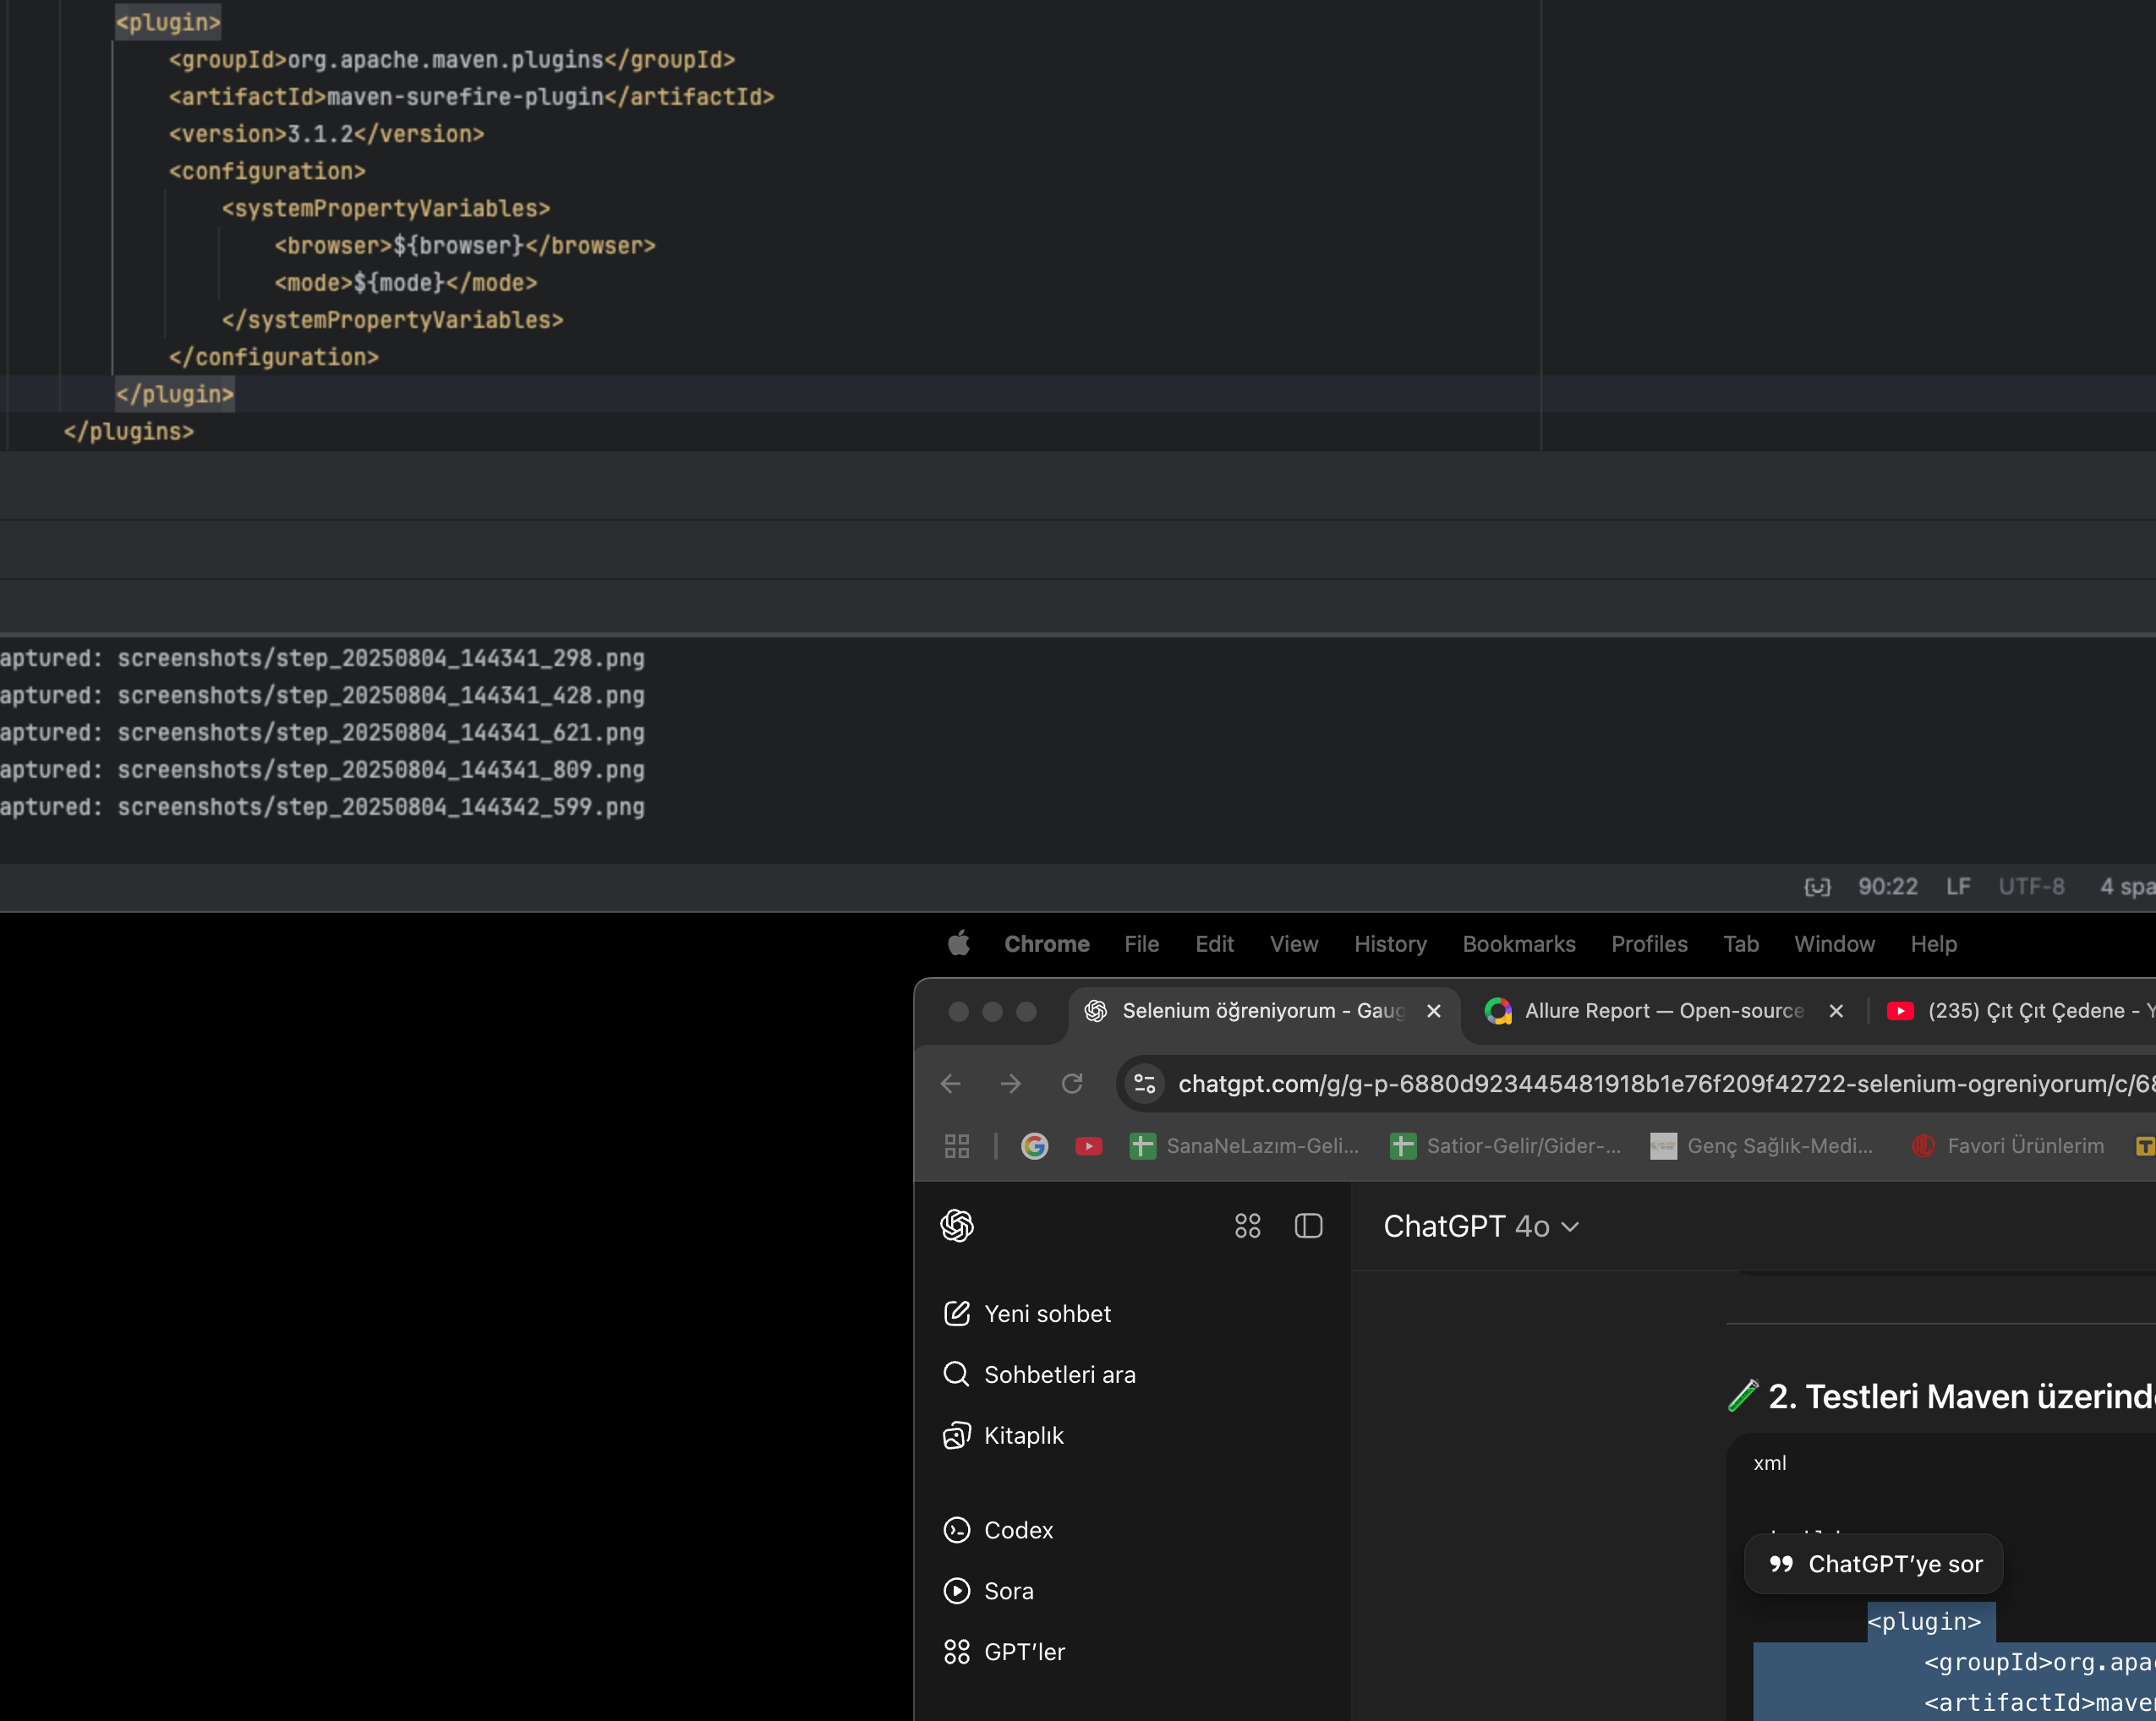 <plugin>
<groupId>org.apache.maven.plugins</groupId>
<artifactId>maven-surefire-plugin</artifactId>
<version>3.1.2</version>
<configuration>
<systemPropertyVariables>
<browser>${browser}</browser>
<mode>${mode}</mode>
</systemPropertyVariables>
</configuration>
</plugin>
</plugins>
aptured: screenshots/step_20250804_144341_298.png
aptured: screenshots/step_20250804_144341_428.png
aptured: screenshots/step_20250804_144341_621.png
aptured: screenshots/step_20250804_144341_809.png
aptured: screenshots/step_20250804_144342_599.png
90:22 LF UTF-8 4 spa
Chrome File Edit View History Bookmarks Profiles Tab Window Help
Selenium öğreniyorum - Gaug Allure Report — Open-source (235) Çıt Çıt Çedene - Y
chatgpt.com/g/g-p-6880d923445481918b1e76f209f42722-selenium-ogreniyorum/c/68
SanaNeLazım-Geli... Satior-Gelir/Gider-... Genç Sağlık-Medi... Favori Ürünlerim
ChatGPT 4o
Yeni sohbet
Sohbetleri ara
Kitaplık
Codex
Sora
GPT'ler
2. Testleri Maven üzerind
xml
ChatGPT'ye sor
<plugin>
<groupId>org.apa
<artifactId>maven